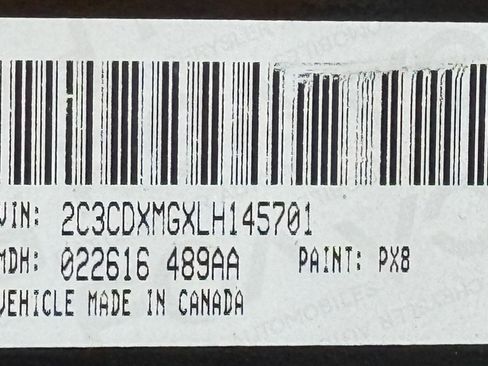 VIN: 2C3CDXMGXLH145701
MDH: 022616 489AA PAINT: PX8
VEHICLE MADE IN CANADA